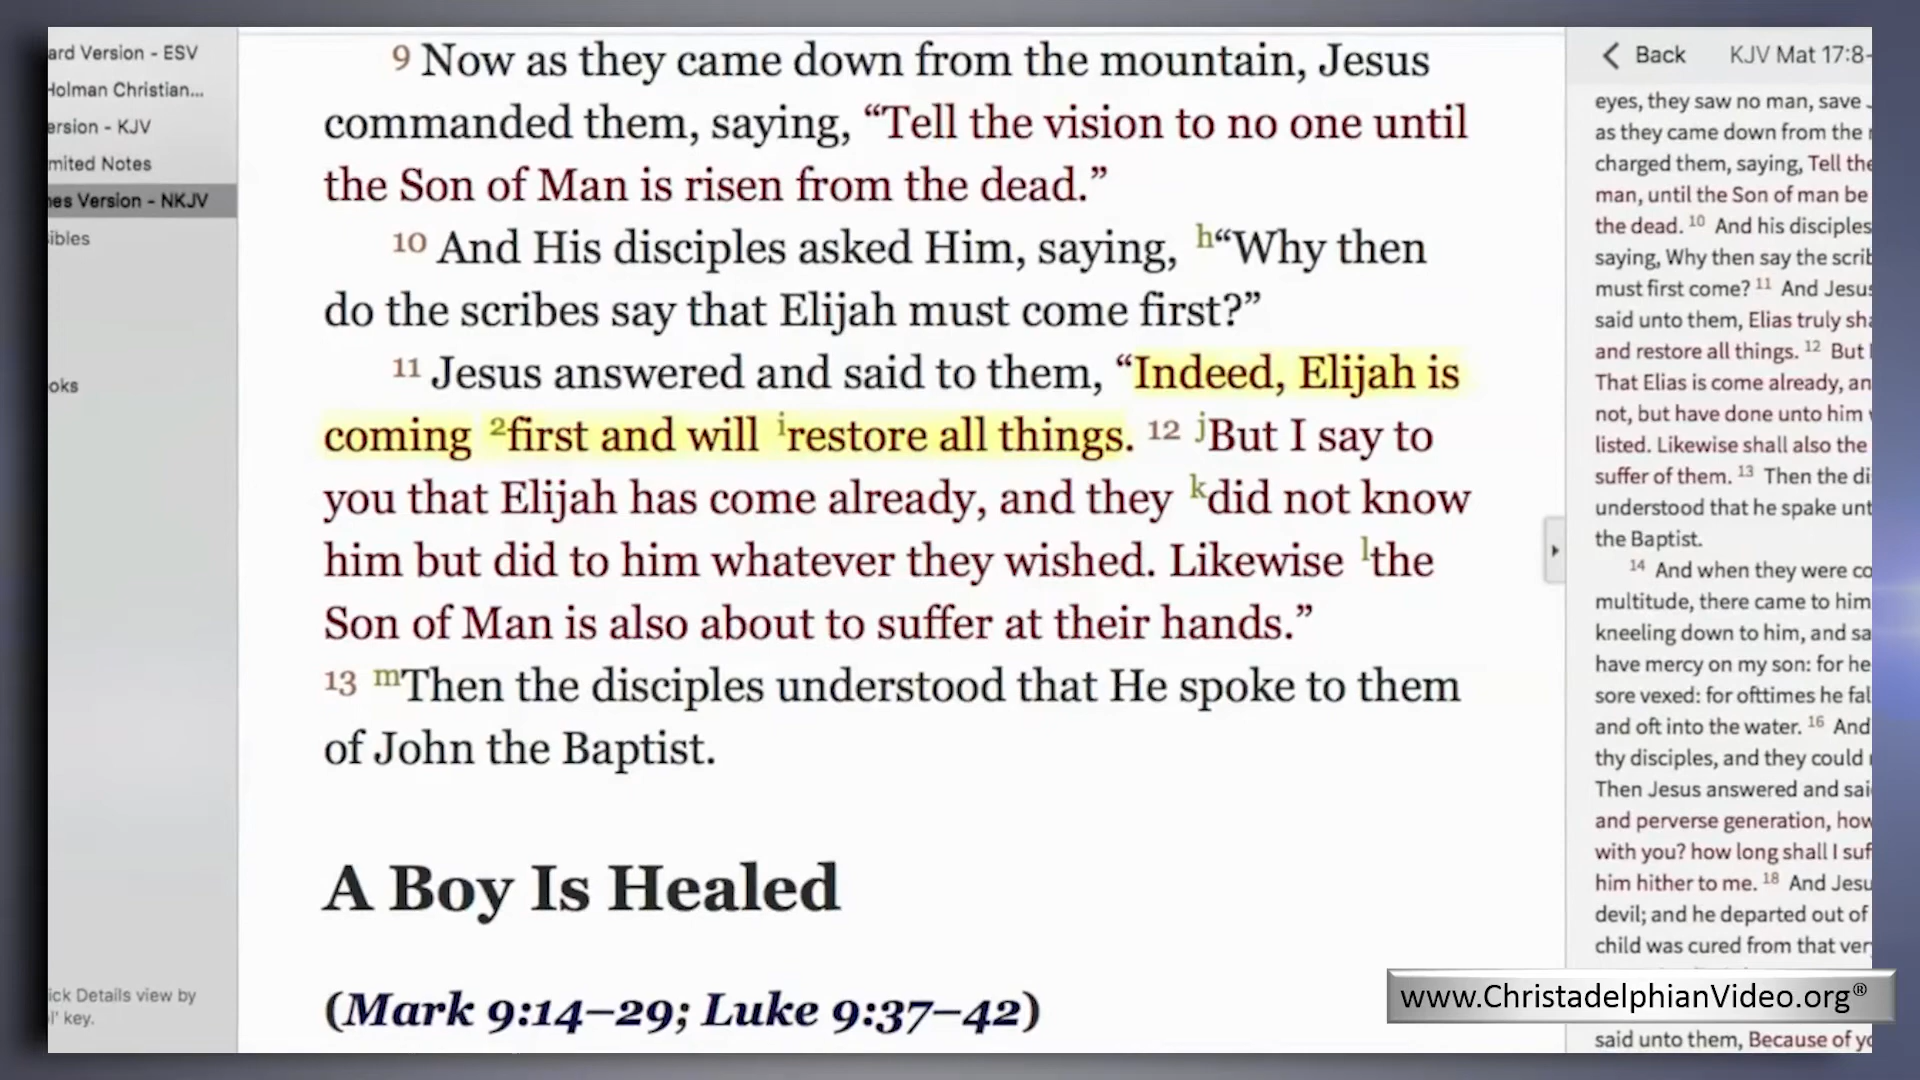 ard Version - ESV
Holman Christian...
ersion - KJV
mited Notes
nes Version - NKJV
ibles
oks
ick Details view by
l' key.
9 Now as they came down from the mountain, Jesus
commanded them, saying, “Tell the vision to no one until
the Son of Man is risen from the dead.”
10 And His disciples asked Him, saying, h“Why then
do the scribes say that Elijah must come first?”
11 Jesus answered and said to them, “Indeed, Elijah is
coming 2first and will irestore all things. 12 jBut I say to
you that Elijah has come already, and they kdid not know
him but did to him whatever they wished. Likewise lthe
Son of Man is also about to suffer at their hands.”
13 mThen the disciples understood that He spoke to them
of John the Baptist.
A Boy Is Healed
(Mark 9:14–29; Luke 9:37–42)
Back KJV Mat 17:8-
eyes, they saw no man, save
as they came down from the
charged them, saying, Tell the
man, until the Son of man be
the dead. 10 And his disciples
saying, Why then say the scrib
must first come? 11 And Jesus
said unto them, Elias truly sha
and restore all things. 12 But
That Elias is come already, an
not, but have done unto him
listed. Likewise shall also the
suffer of them. 13 Then the di
understood that he spake unt
the Baptist.
14 And when they were co
multitude, there came to him
kneeling down to him, and sa
have mercy on my son: for he
sore vexed: for ofttimes he fal
and oft into the water. 16 And
thy disciples, and they could
Then Jesus answered and sai
and perverse generation, how
with you? how long shall I suf
him hither to me. 18 And Jesu
devil; and he departed out of
child was cured from that ver
www.ChristadelphianVideo.org®
said unto them, Because of yo